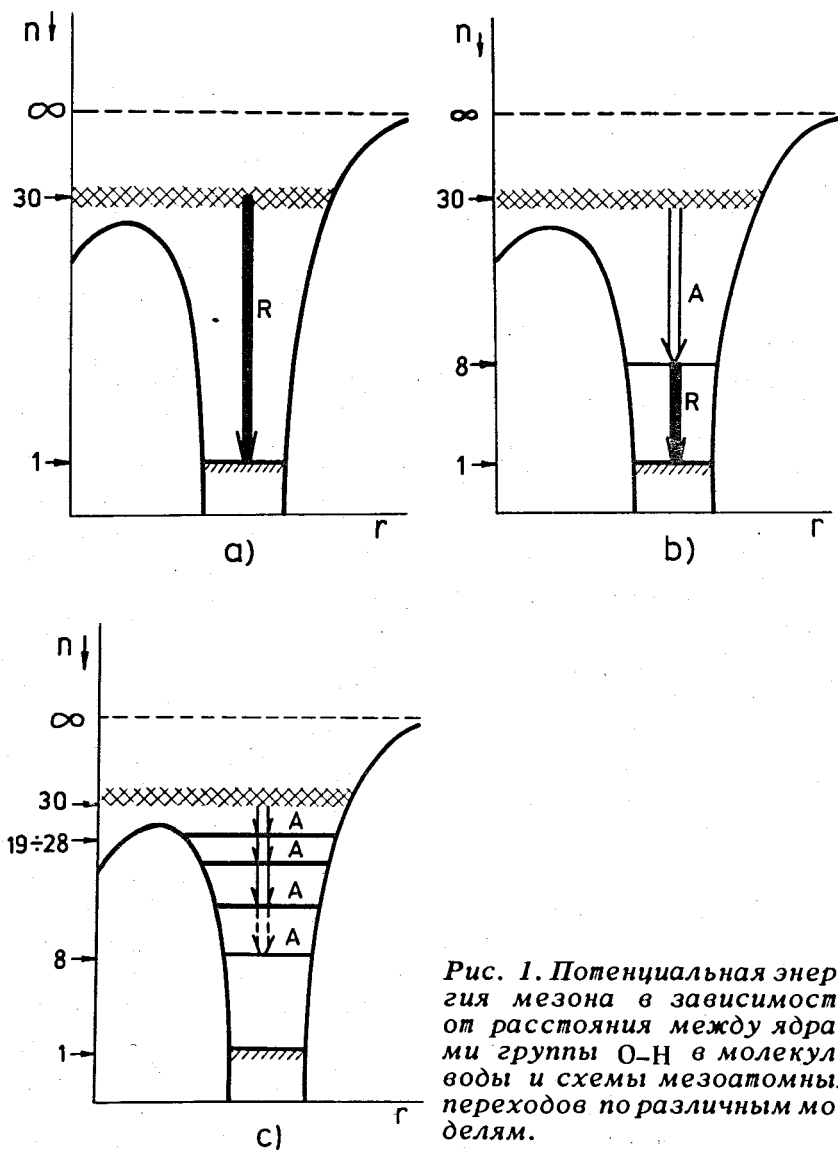 n↓
∞
30
R
1
r
a)
n↓
∞
30
A
8
R
1
r
b)
n↓
∞
30
A
19÷28
A
A
A
8
1
r
c)
Рис. 1. Потенциальная энер
гия мезона в зависимост
от расстояния между ядра
ми группы O-H в молекул
воды и схемы мезоатомны
переходов по различным мо
делям.